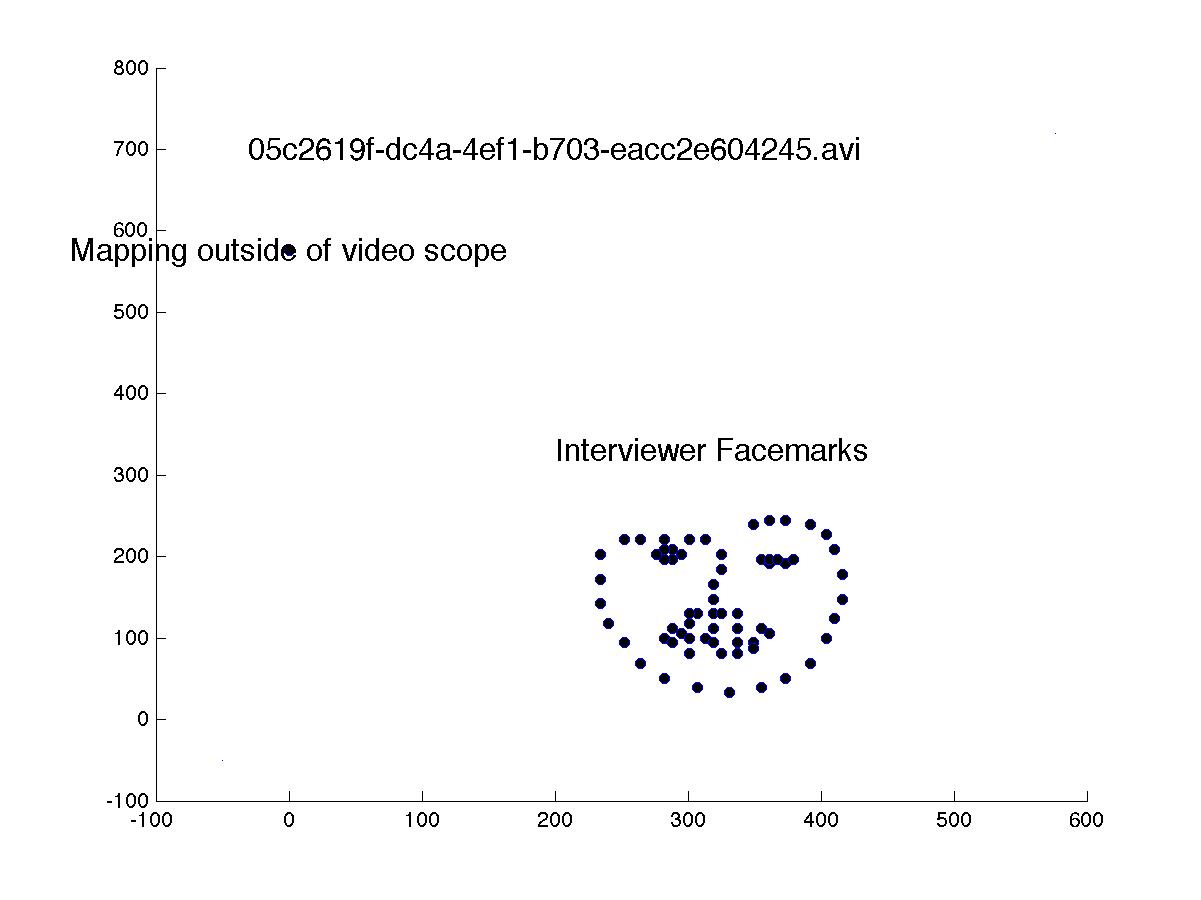 800
700
05c2619f-dc4a-4ef1-b703-eacc2e604245.avi
600
Mapping outside of video scope
500
400
Interviewer Facemarks
300
200
100
0
-100
-100 0 100 200 300 400 500 600